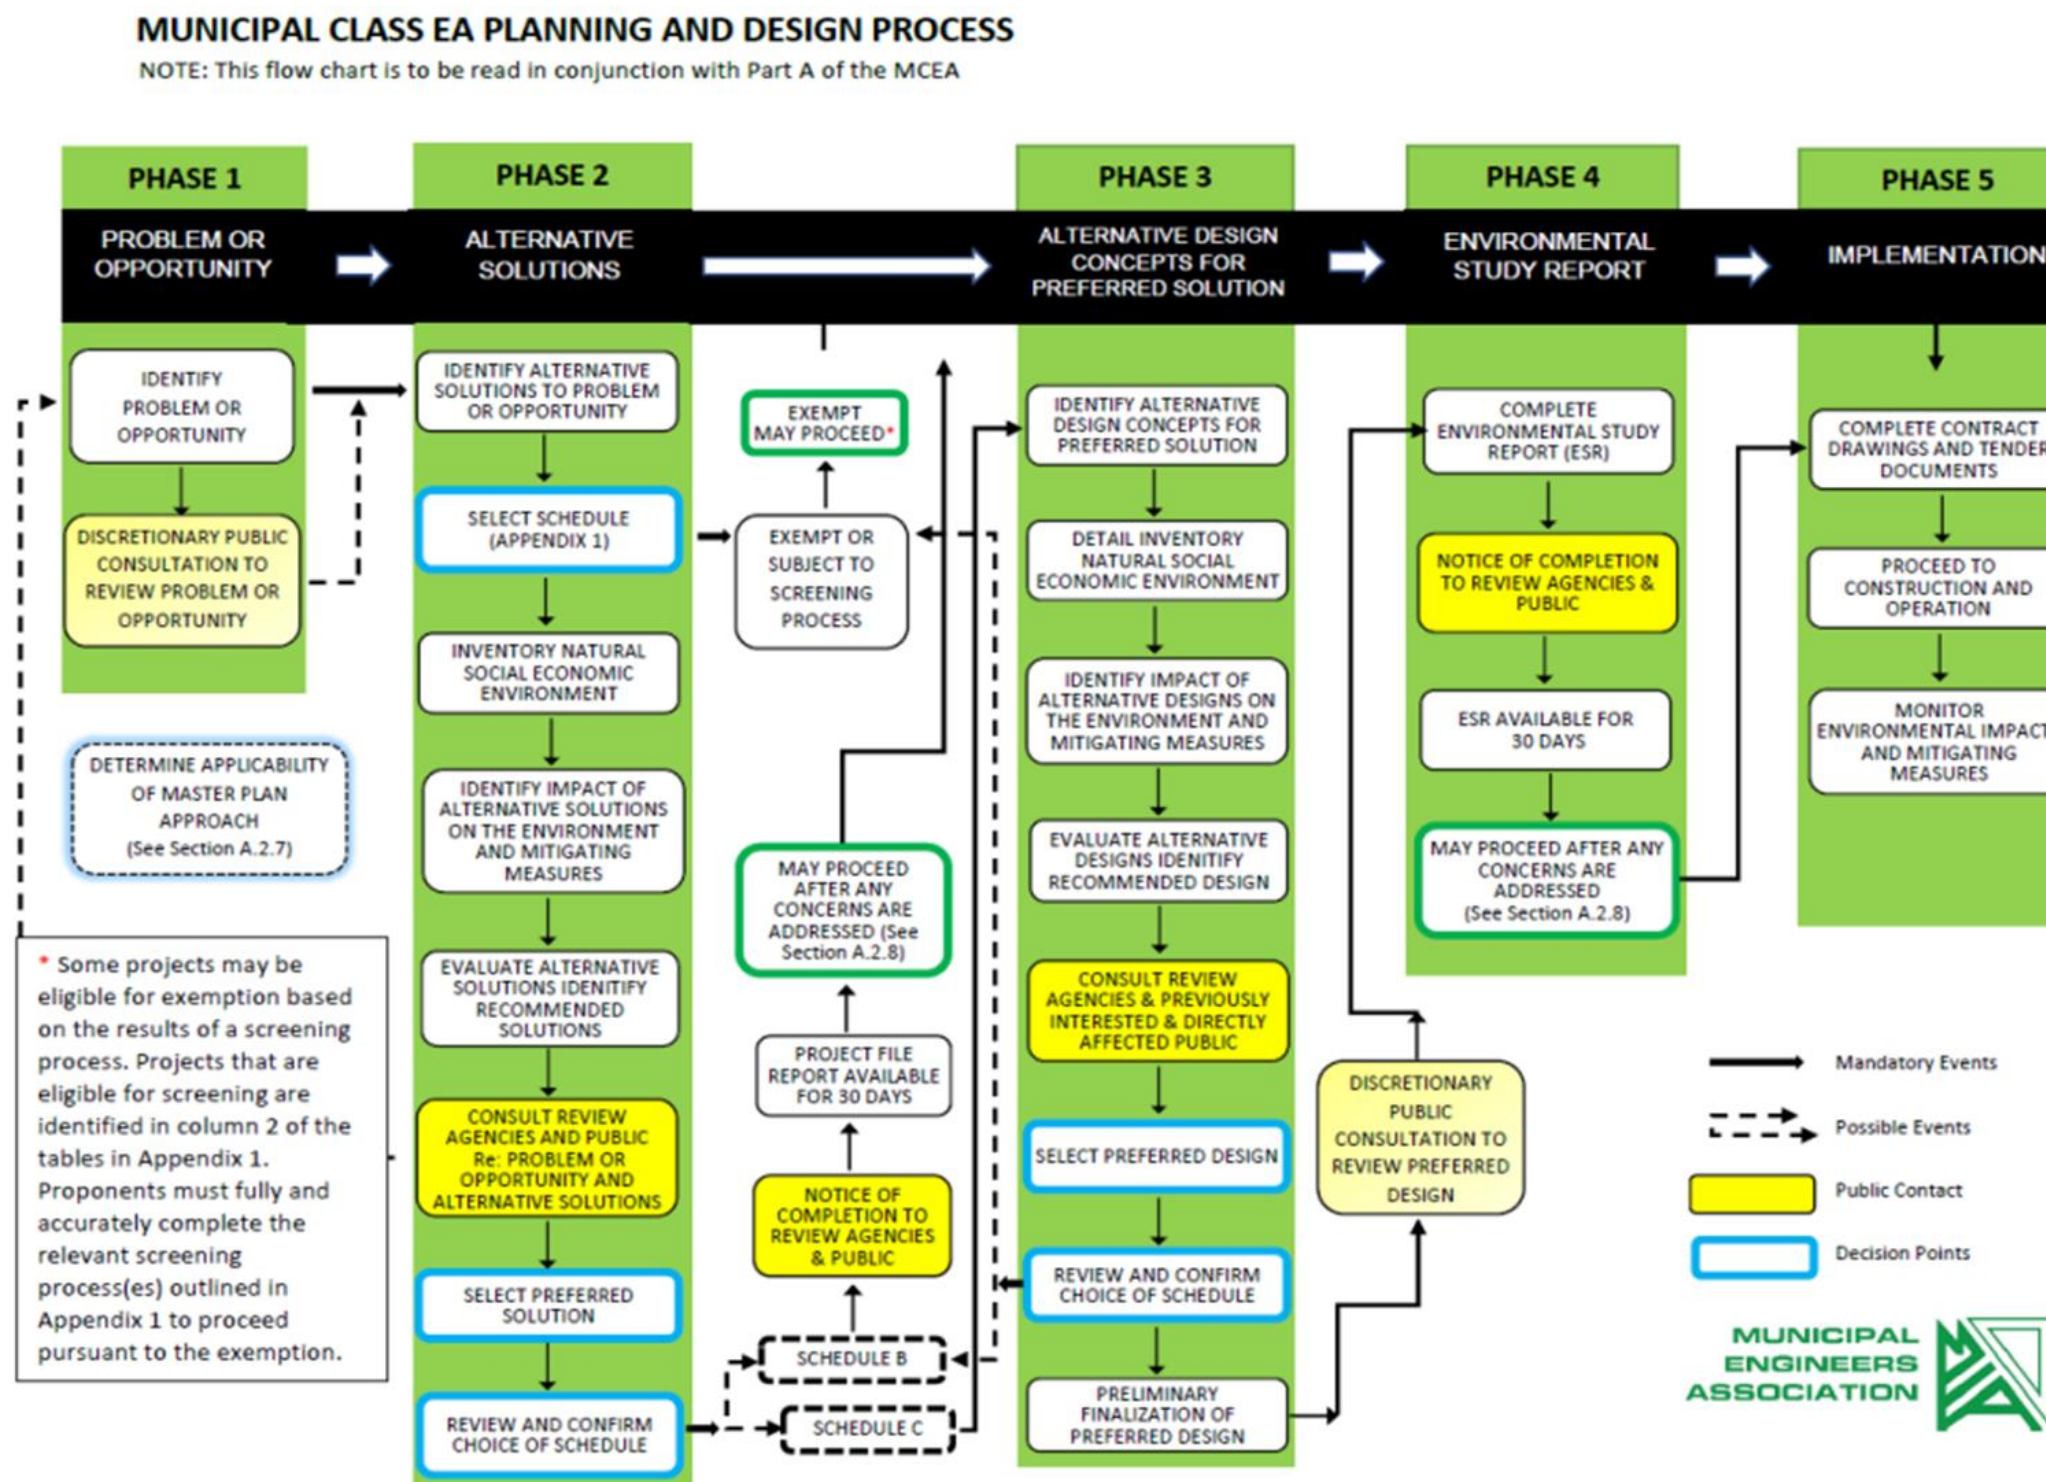 MUNICIPAL CLASS EA PLANNING AND DESIGN PROCESS
NOTE: This flow chart is to be read in conjunction with Part A of the MCEA
PHASE 1
PROBLEM OR
OPPORTUNITY
IDENTIFY
PROBLEM OR
OPPORTUNITY
DISCRETIONARY PUBLIC
CONSULTATION TO
REVIEW PROBLEM OR
OPPORTUNITY
DETERMINE APPLICABILITY
OF MASTER PLAN
APPROACH
(See Section A.2.7)
* Some projects may be
eligible for exemption based
on the results of a screening
process. Projects that are
eligible for screening are
identified in column 2 of the
tables in Appendix 1.
Proponents must fully and
accurately complete the
relevant screening
process(es) outlined in
Appendix 1 to proceed
pursuant to the exemption.
PHASE 2
ALTERNATIVE
SOLUTIONS
IDENTIFY ALTERNATIVE
SOLUTIONS TO PROBLEM
OR OPPORTUNITY
SELECT SCHEDULE
(APPENDIX 1)
INVENTORY NATURAL
SOCIAL ECONOMIC
ENVIRONMENT
IDENTIFY IMPACT OF
ALTERNATIVE SOLUTIONS
ON THE ENVIRONMENT
AND MITIGATING
MEASURES
EVALUATE ALTERNATIVE
SOLUTIONS IDENITIFY
RECOMMENDED
SOLUTIONS
CONSULT REVIEW
AGENCIES AND PUBLIC
Re: PROBLEM OR
OPPORTUNITY AND
ALTERNATIVE SOLUTIONS
SELECT PREFERRED
SOLUTION
REVIEW AND CONFIRM
CHOICE OF SCHEDULE
EXEMPT
MAY PROCEED*
EXEMPT OR
SUBJECT TO
SCREENING
PROCESS
MAY PROCEED
AFTER ANY
CONCERNS ARE
ADDRESSED (See
Section A.2.8)
PROJECT FILE
REPORT AVAILABLE
FOR 30 DAYS
NOTICE OF
COMPLETION TO
REVIEW AGENCIES
& PUBLIC
SCHEDULE B
SCHEDULE C
PHASE 3
ALTERNATIVE DESIGN
CONCEPTS FOR
PREFERRED SOLUTION
IDENTIFY ALTERNATIVE
DESIGN CONCEPTS FOR
PREFERRED SOLUTION
DETAIL INVENTORY
NATURAL SOCIAL
ECONOMIC ENVIRONMENT
IDENTIFY IMPACT OF
ALTERNATIVE DESIGNS ON
THE ENVIRONMENT AND
MITIGATING MEASURES
EVALUATE ALTERNATIVE
DESIGNS IDENITIFY
RECOMMENDED DESIGN
CONSULT REVIEW
AGENCIES & PREVIOUSLY
INTERESTED & DIRECTLY
AFFECTED PUBLIC
SELECT PREFERRED DESIGN
REVIEW AND CONFIRM
CHOICE OF SCHEDULE
PRELIMINARY
FINALIZATION OF
PREFERRED DESIGN
DISCRETIONARY
PUBLIC
CONSULTATION TO
REVIEW PREFERRED
DESIGN
PHASE 4
ENVIRONMENTAL
STUDY REPORT
COMPLETE
ENVIRONMENTAL STUDY
REPORT (ESR)
NOTICE OF COMPLETION
TO REVIEW AGENCIES &
PUBLIC
ESR AVAILABLE FOR
30 DAYS
MAY PROCEED AFTER ANY
CONCERNS ARE
ADDRESSED
(See Section A.2.8)
PHASE 5
IMPLEMENTATION
COMPLETE CONTRACT
DRAWINGS AND TENDER
DOCUMENTS
PROCEED TO
CONSTRUCTION AND
OPERATION
MONITOR
ENVIRONMENTAL IMPACT
AND MITIGATING
MEASURES
Mandatory Events
Possible Events
Public Contact
Decision Points
MUNICIPAL
ENGINEERS
ASSOCIATION